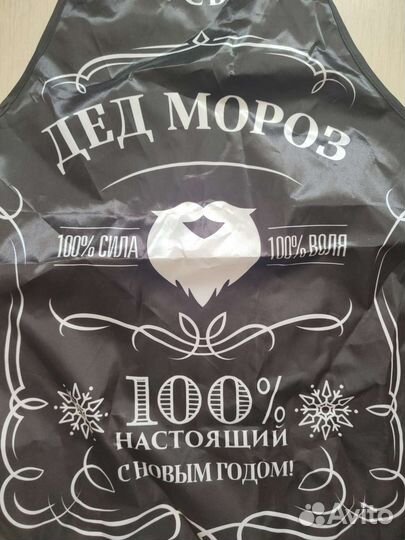 ДЕД МОРОЗ
100% СИЛА
100% ВОЛЯ
100%
НАСТОЯЩИЙ
С НОВЫМ ГОДОМ!
Avito